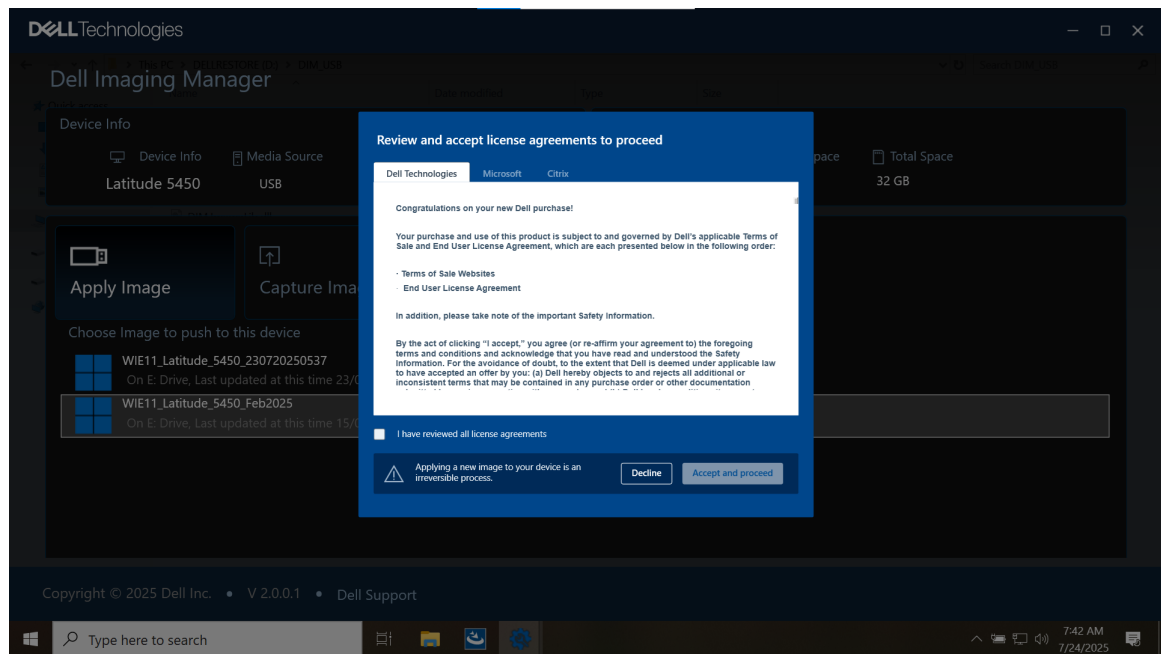 DELLTechnologies
This PC > DELLRESTORE (D:) > DIM_USB
Search DIM_USB
Dell Imaging Manager
Date modified Type Size
Quick access
Device Info
Device Info Media Source
Latitude 5450 USB
Total Space
32 GB
Apply Image
Capture Ima
Choose Image to push to this device
WIE11_Latitude_5450_230720250537
On E: Drive, Last updated at this time 23/0
WIE11_Latitude_5450_Feb2025
On E: Drive, Last updated at this time 15/0
Review and accept license agreements to proceed
Dell Technologies Microsoft Citrix
Congratulations on your new Dell purchase!
Your purchase and use of this product is subject to and governed by Dell's applicable Terms of
Sale and End User License Agreement, which are each presented below in the following order:
- Terms of Sale Websites
- End User License Agreement
In addition, please take note of the important Safety Information.
By the act of clicking “I accept,” you agree (or re-affirm your agreement to) the foregoing
terms and conditions and acknowledge that you have read and understood the Safety
Information. For the avoidance of doubt, to the extent that Dell is deemed under applicable law
to have accepted an offer by you: (a) Dell hereby objects to and rejects all additional or
inconsistent terms that may be contained in any purchase order or other documentation
I have reviewed all license agreements
Applying a new image to your device is an
irreversible process.
Decline
Accept and proceed
Copyright © 2025 Dell Inc. • V 2.0.0.1 • Dell Support
Type here to search
7:42 AM
7/24/2025